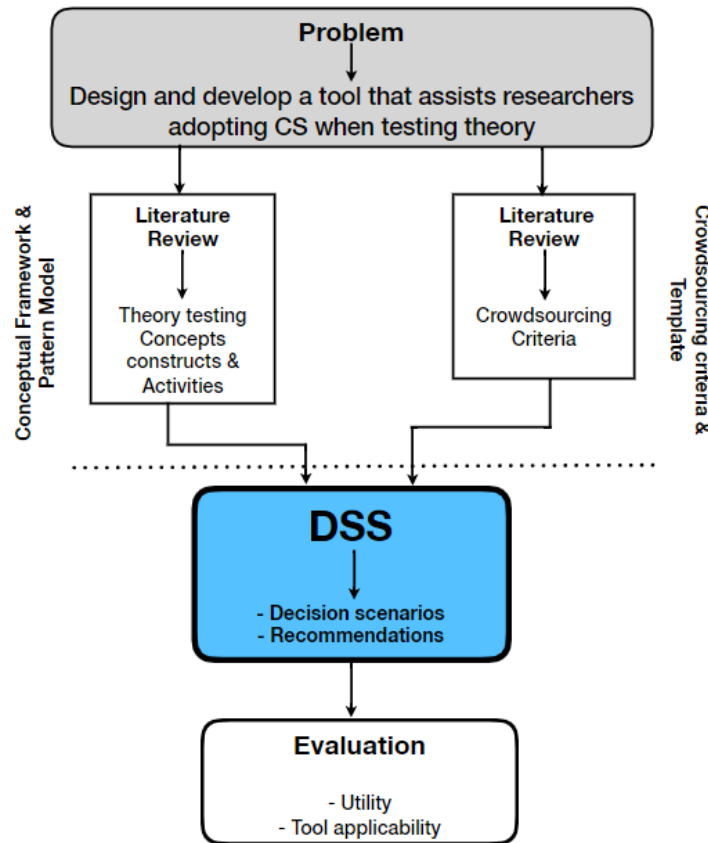 Problem
Design and develop a tool that assists researchers
adopting CS when testing theory
Conceptual Framework &
Pattern Model
Literature
Review
Theory testing
Concepts
constructs &
Activities
Literature
Review
Crowdsourcing
Criteria
Crowdsourcing criteria &
Template
DSS
- Decision scenarios
- Recommendations
Evaluation
- Utility
- Tool applicability